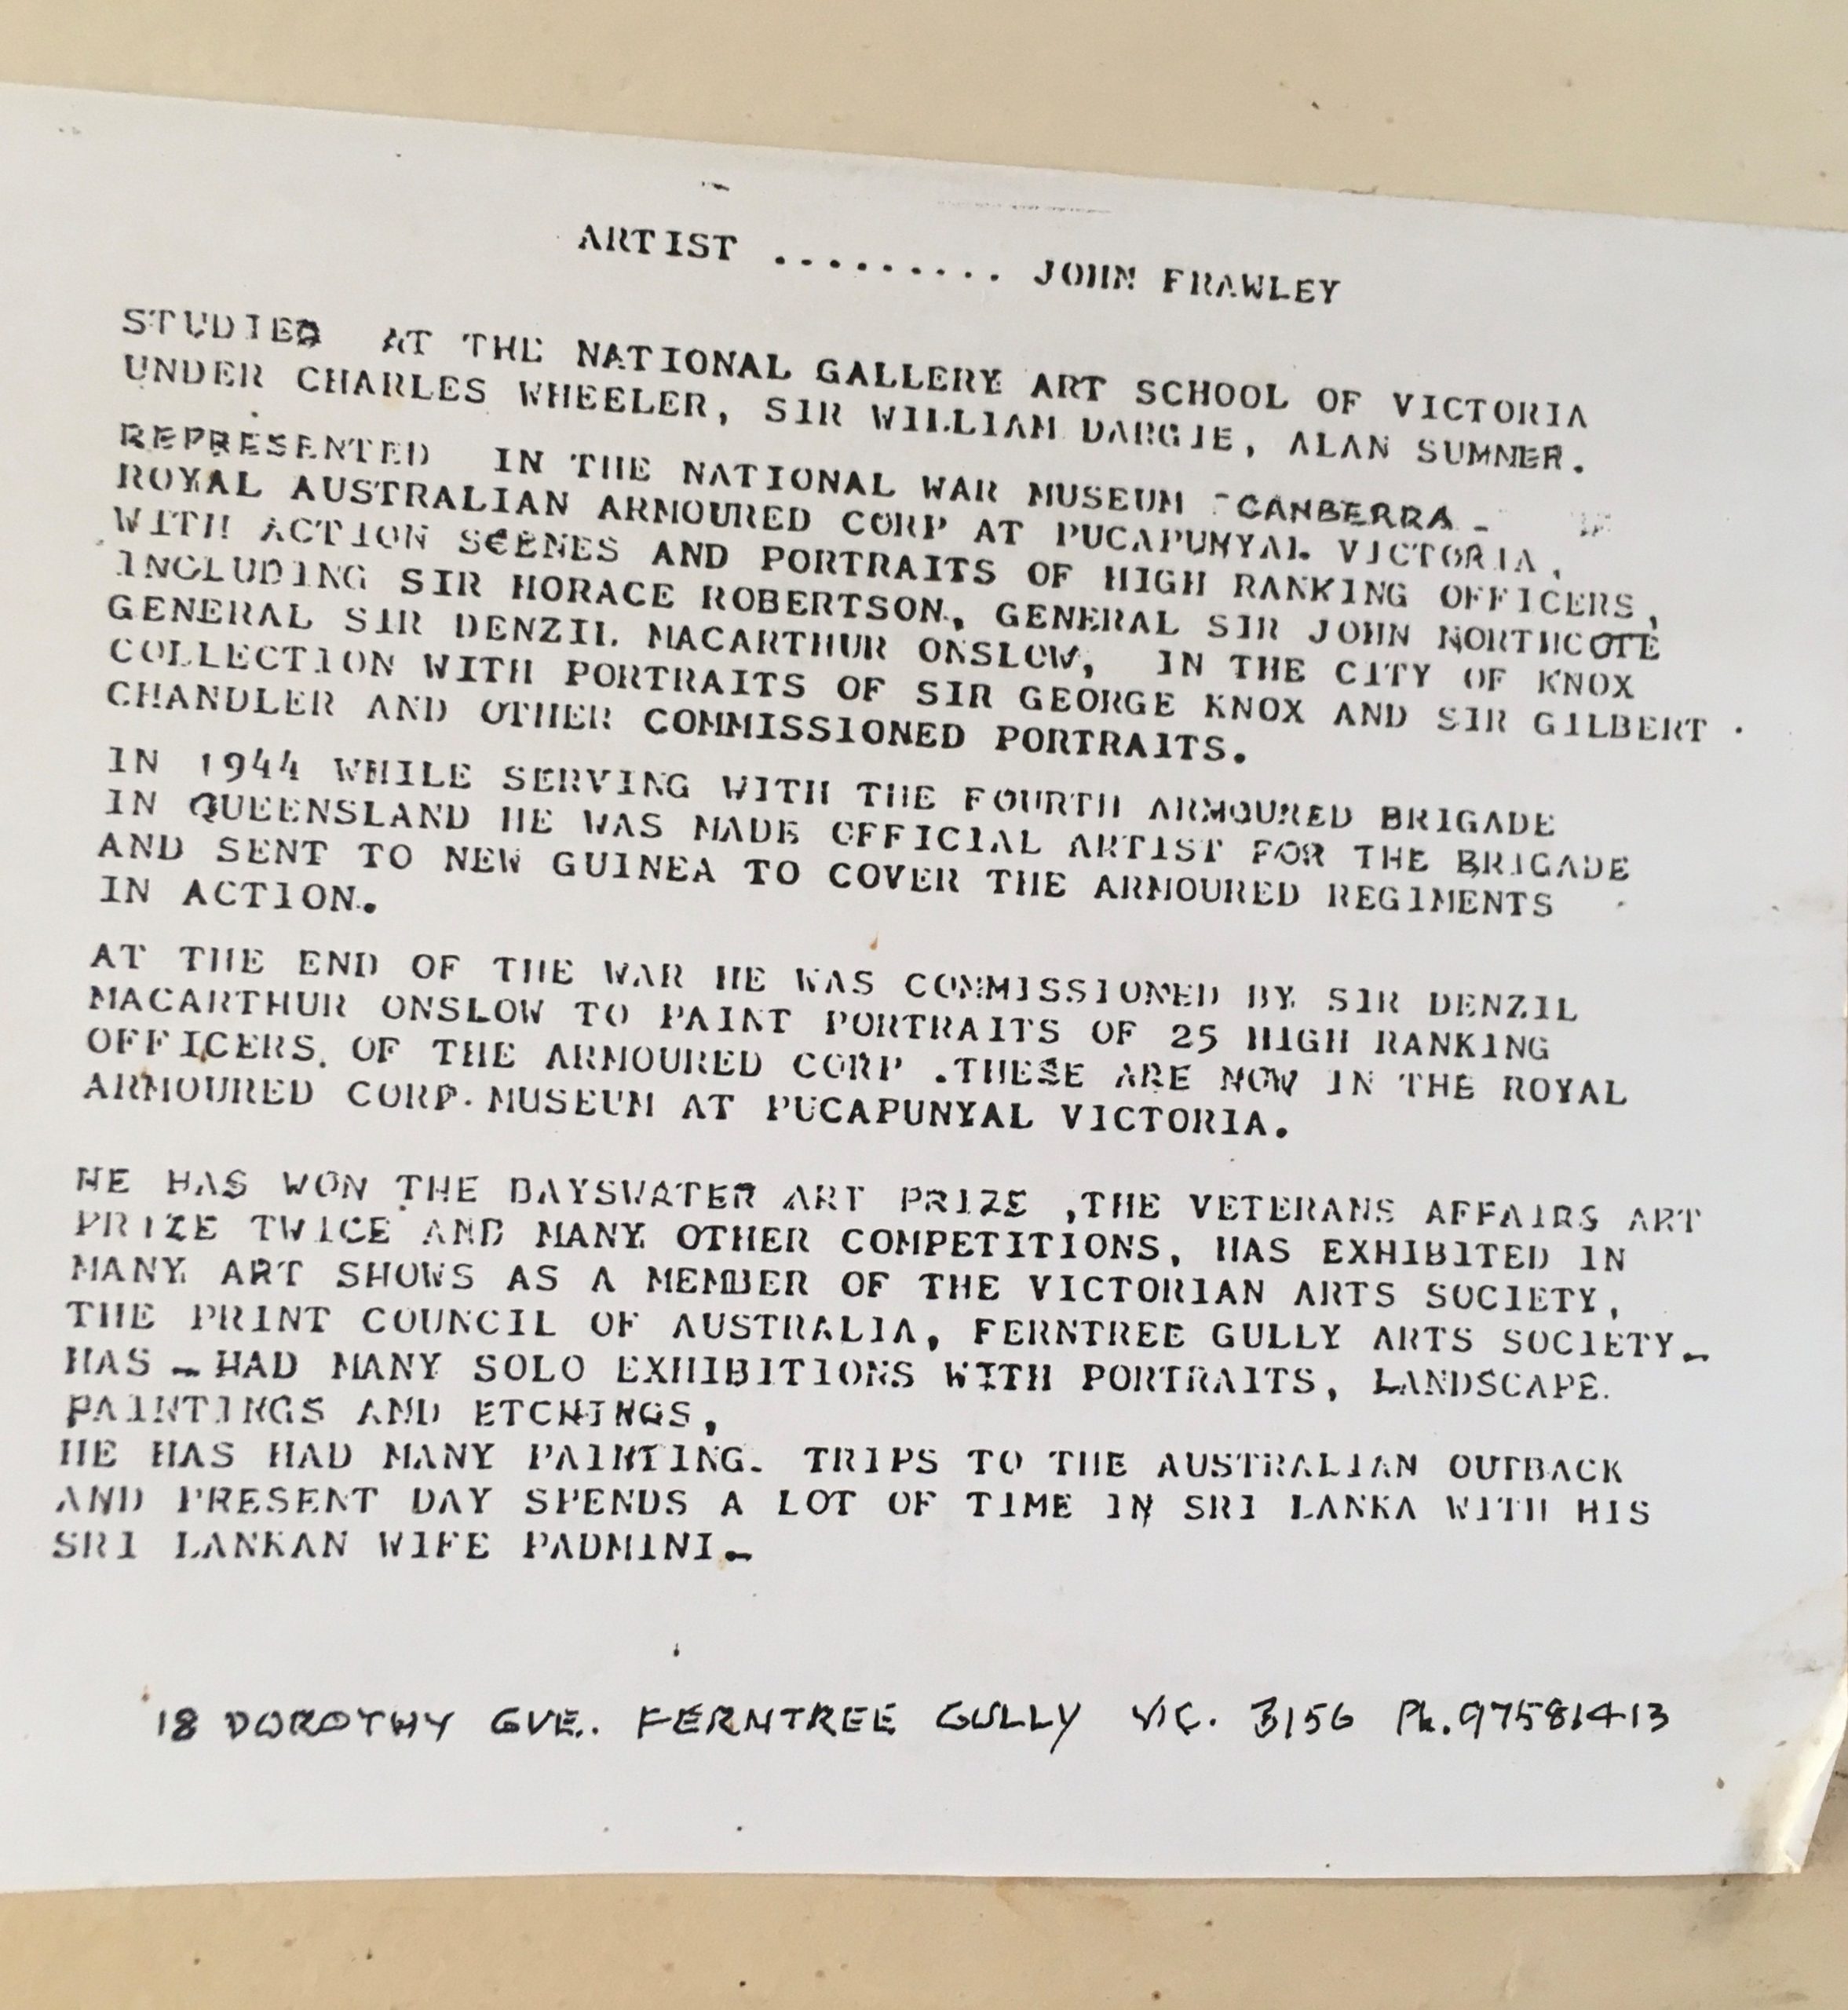 ARTIST ......... JOHN FRAWLEY
STUDIED AT THE NATIONAL GALLERY ART SCHOOL OF VICTORIA
UNDER CHARLES WHEELER, SIR WILLIAM DARGIE, ALAN SUMNER.
REPRESENTED IN THE NATIONAL WAR MUSEUM - CANBERRA -
ROYAL AUSTRALIAN ARMOURED CORP AT PUCAPUNYAL VICTORIA,
WITH ACTION SCENES AND PORTRAITS OF HIGH RANKING OFFICERS,
INCLUDING SIR HORACE ROBERTSON, GENERAL SIR JOHN NORTHCOTE
GENERAL SIR DENZIL MACARTHUR ONSLOW, IN THE CITY OF KNOX
COLLECTION WITH PORTRAITS OF SIR GEORGE KNOX AND SIR GILBERT
CHANDLER AND OTHER COMMISSIONED PORTRAITS.
IN 1944 WHILE SERVING WITH THE FOURTH ARMOURED BRIGADE
IN QUEENSLAND HE WAS MADE OFFICIAL ARTIST FOR THE BRIGADE
AND SENT TO NEW GUINEA TO COVER THE ARMOURED REGIMENTS
IN ACTION.
AT THE END OF THE WAR HE WAS COMMISSIONED BY SIR DENZIL
MACARTHUR ONSLOW TO PAINT PORTRAITS OF 25 HIGH RANKING
OFFICERS. OF THE ARMOURED CORP .THESE ARE NOW IN THE ROYAL
ARMOURED CORP. MUSEUM AT PUCAPUNYAL VICTORIA.
HE HAS WON THE BAYSWATER ART PRIZE ,THE VETERANS AFFAIRS ART
PRIZE TWICE AND MANY OTHER COMPETITIONS, HAS EXHIBITED IN
MANY ART SHOWS AS A MEMBER OF THE VICTORIAN ARTS SOCIETY,
THE PRINT COUNCIL OF AUSTRALIA, FERNTREE GULLY ARTS SOCIETY-
HAS - HAD MANY SOLO EXHIBITIONS WITH PORTRAITS, LANDSCAPE.
PAINTINGS AND ETCHINGS,
HE HAS HAD MANY PAINTING. TRIPS TO THE AUSTRALIAN OUTBACK
AND PRESENT DAY SPENDS A LOT OF TIME IN SRI LANKA WITH HIS
SRI LANKAN WIFE PADMINI-
18 DOROTHY GVE. FERNTREE GULLY VIC. 3156 Ph. 97581413